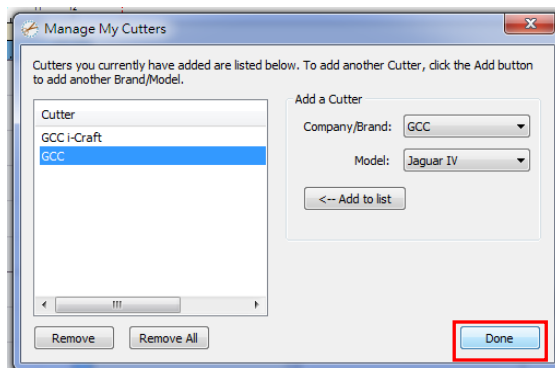 11 12
Manage My Cutters
Cutters you currently have added are listed below. To add another Cutter, click the Add button
to add another Brand/Model.
Cutter
GCC i-Craft
GCC
Add a Cutter
Company/Brand: GCC
Model: Jaguar IV
<-- Add to list
Remove
Remove All
Done